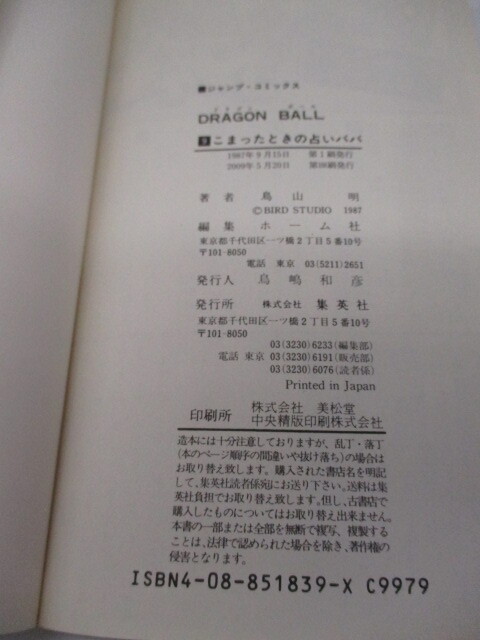 ■ジャンプ・コミックス
DRAGON BALL
9こまったときの占いババ
1987年9月15日 第1刷発行
2009年5月20日
著者 鳥山 明
©BIRD STUDIO 1987
編集 ホーム社
東京都千代田区一ツ橋2丁目5番10号
〒101-8050
電話 東京 03(5211)2651
発行人 鳥嶋和彦
発行所 株式会社 集英社
東京都千代田区一ツ橋2丁目5番10号
〒101-8050
03(3230)6233(編集部)
電話 東京 03(3230)6191(販売部)
03(3230)6076(読者係)
Printed in Japan
印刷所 株式会社 美松堂
中央精版印刷株式会社
造本には十分注意しておりますが、乱丁・落丁
(本のページ順序の間違いや抜け落ち)の場合は
お取り替え致します。購入された書店名を明記
して、集英社読者係宛にお送り下さい。送料は集
英社負担でお取り替え致します。但し、古書店で
購入したものについてはお取り替え出来ません。
本書の一部または全部を無断で複写、複製する
ことは、法律で認められた場合を除き、著作権の
侵害となります。
ISBN4-08-851839-X C9979